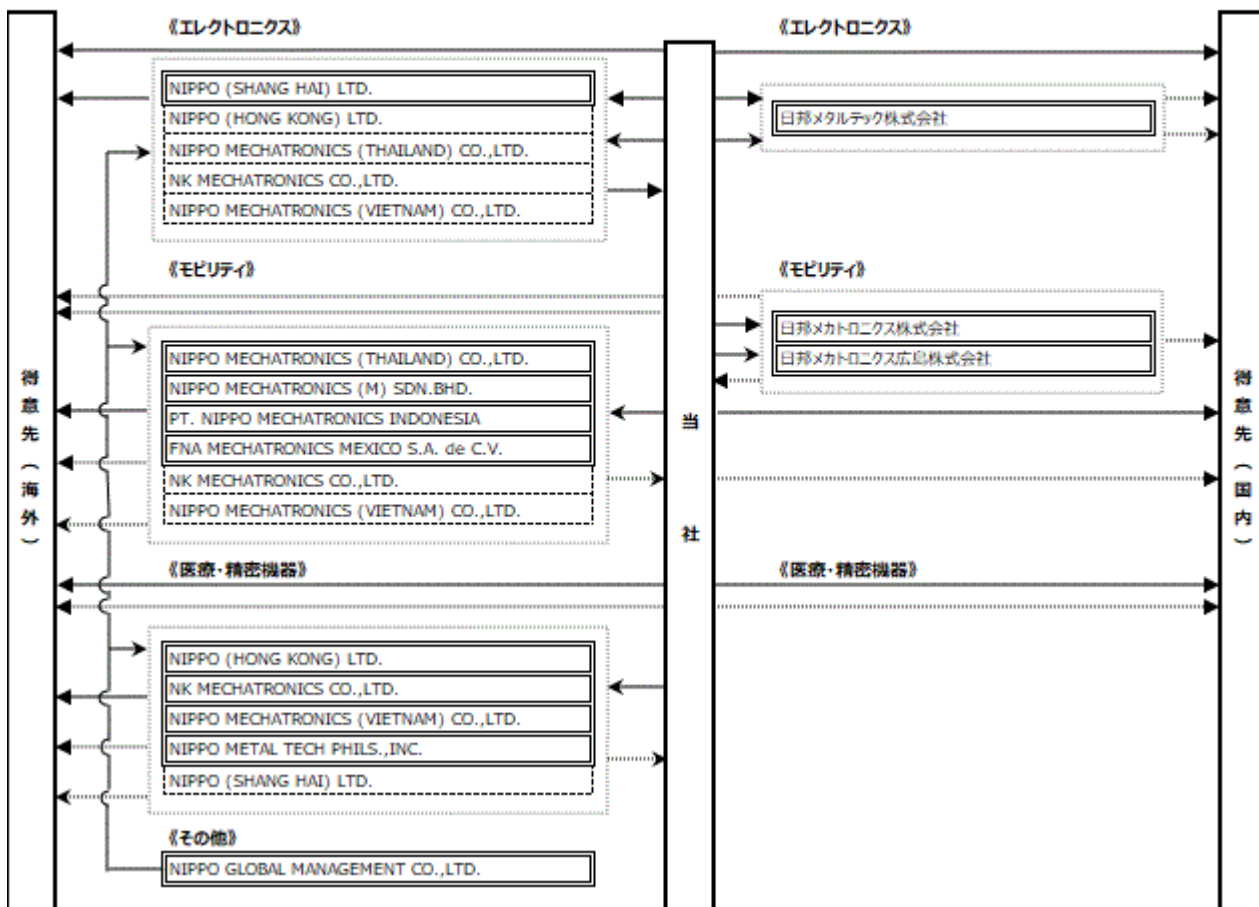 得意先(海外)
《エレクトロニクス》
NIPPO (SHANG HAI) LTD.
NIPPO (HONG KONG) LTD.
NIPPO MECHATRONICS (THAILAND) CO.,LTD.
NK MECHATRONICS CO.,LTD.
NIPPO MECHATRONICS (VIETNAM) CO.,LTD.
《モビリティ》
NIPPO MECHATRONICS (THAILAND) CO.,LTD.
NIPPO MECHATRONICS (M) SDN.BHD.
PT. NIPPO MECHATRONICS INDONESIA
FNA MECHATRONICS MEXICO S.A. de C.V.
NK MECHATRONICS CO.,LTD.
NIPPO MECHATRONICS (VIETNAM) CO.,LTD.
《医療・精密機器》
NIPPO (HONG KONG) LTD.
NK MECHATRONICS CO.,LTD.
NIPPO MECHATRONICS (VIETNAM) CO.,LTD.
NIPPO METAL TECH PHILS.,INC.
NIPPO (SHANG HAI) LTD.
《その他》
NIPPO GLOBAL MANAGEMENT CO.,LTD.
当社
《エレクトロニクス》
日邦メタルテック株式会社
《モビリティ》
日邦メカトロニクス株式会社
日邦メカトロニクス広島株式会社
《医療・精密機器》
得意先(国内)